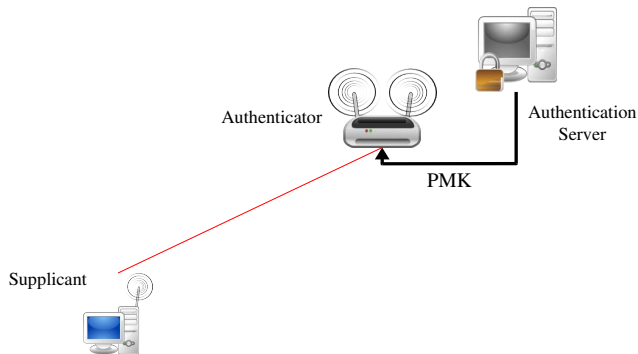 Authenticator
Authentication
Server
PMK
Supplicant